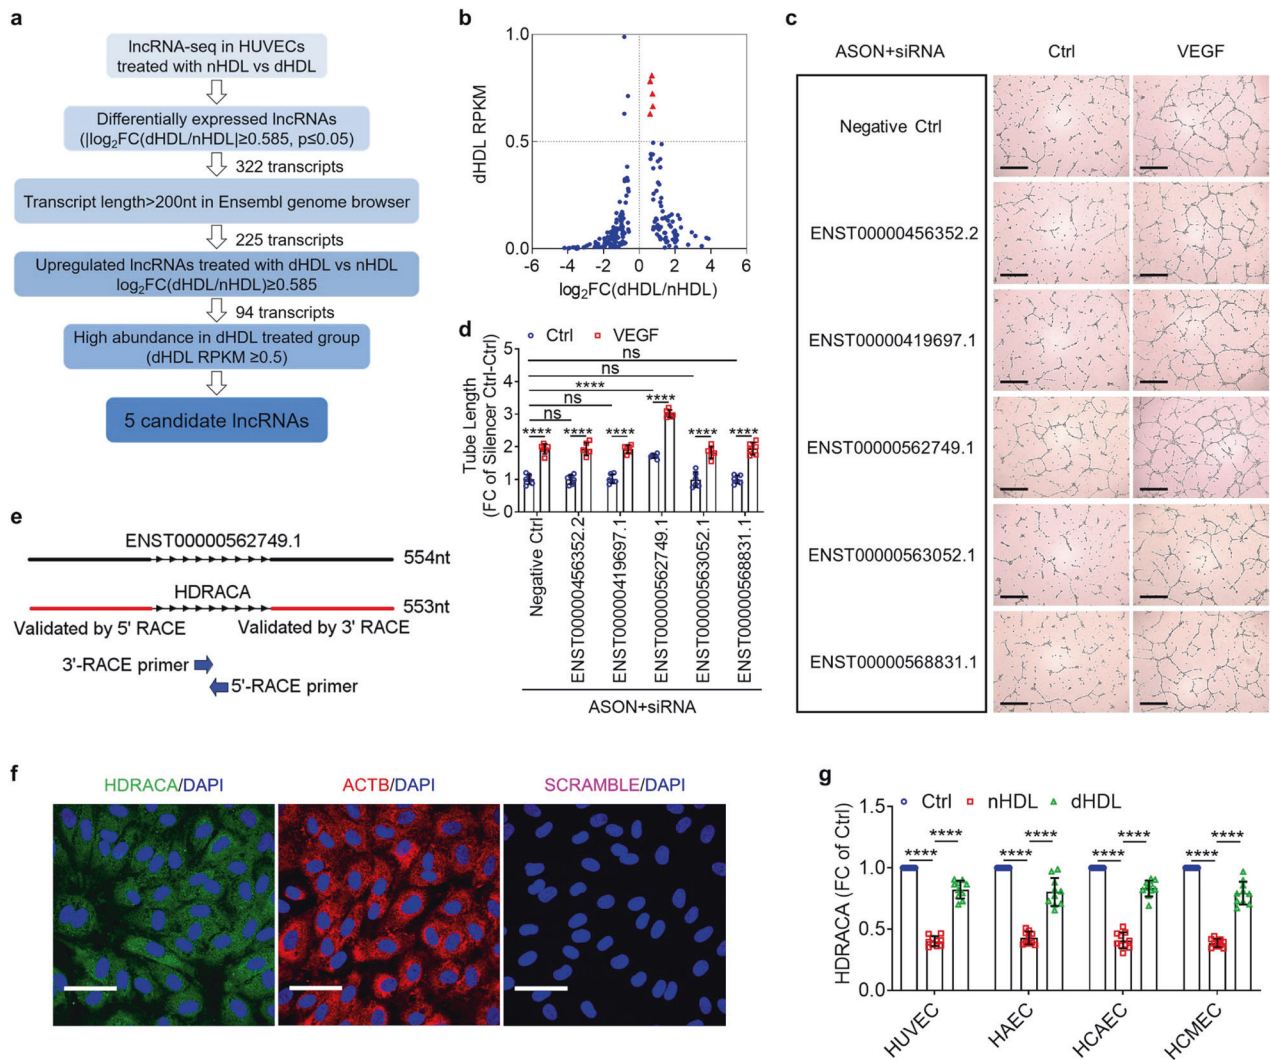 a
lncRNA-seq in HUVECs
treated with nHDL vs dHDL
Differentially expressed lncRNAs
(|log2FC(dHDL/nHDL|≥0.585, p≤0.05)
322 transcripts
Transcript length>200nt in Ensembl genome browser
225 transcripts
Upregulated lncRNAs treated with dHDL vs nHDL
log2FC(dHDL/nHDL)≥0.585
94 transcripts
High abundance in dHDL treated group
(dHDL RPKM ≥0.5)
5 candidate lncRNAs
b
dHDL RPKM
1.0
0.5
0.0
-6 -4 -2 0 2 4 6
log2FC(dHDL/nHDL)
c
ASON+siRNA Ctrl VEGF
Negative Ctrl
ENST00000456352.2
ENST00000419697.1
ENST00000562749.1
ENST00000563052.1
ENST00000568831.1
d
Ctrl VEGF
Tube Length
(FC of Silencer Ctrl-Ctrl)
5
4
3
2
1
0
ns
ns
****
ns
ns
**** **** **** **** **** ****
Negative Ctrl
ENST00000456352.2
ENST00000419697.1
ENST00000562749.1
ENST00000563052.1
ENST00000568831.1
ASON+siRNA
e
ENST00000562749.1
554nt
HDRACA
553nt
Validated by 5' RACE Validated by 3' RACE
3'-RACE primer
5'-RACE primer
f
HDRACA/DAPI ACTB/DAPI SCRAMBLE/DAPI
g
Ctrl nHDL dHDL
HDRACA (FC of Ctrl)
1.5
1.0
0.5
0.0
**** **** **** ****
**** **** **** ****
HUVEC HAEC HCAEC HCMEC